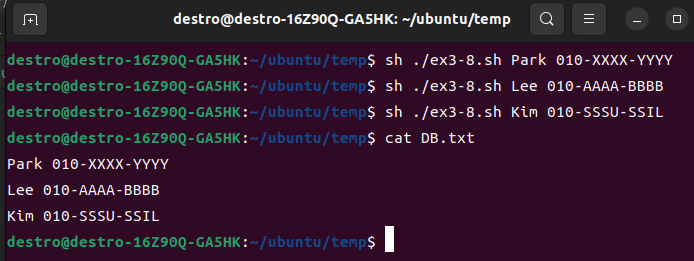 destro@destro-16Z90Q-GA5HK: ~/ubuntu/temp
destro@destro-16Z90Q-GA5HK:~/ubuntu/temp$ sh ./ex3-8.sh Park 010-XXXX-YYYY
destro@destro-16Z90Q-GA5HK:~/ubuntu/temp$ sh ./ex3-8.sh Lee 010-AAAA-BBBB
destro@destro-16Z90Q-GA5HK:~/ubuntu/temp$ sh ./ex3-8.sh Kim 010-SSSU-SSIL
destro@destro-16Z90Q-GA5HK:~/ubuntu/temp$ cat DB.txt
Park 010-XXXX-YYYY
Lee 010-AAAA-BBBB
Kim 010-SSSU-SSIL
destro@destro-16Z90Q-GA5HK:~/ubuntu/temp$